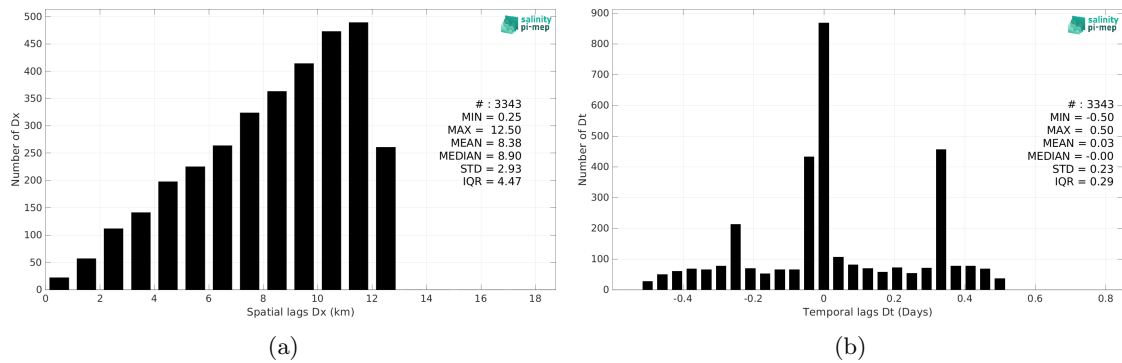 500
450
400
350
300
250
200
150
100
50
0
Number of Dx
0 2 4 6 8 10 12 14 16 18
Spatial lags Dx (km)
salinity
pi-mep
# : 3343
MIN = 0.25
MAX = 12.50
MEAN = 8.38
MEDIAN = 8.90
STD = 2.93
IQR = 4.47
(a)
900
800
700
600
500
400
300
200
100
0
Number of Dt
-0.4 -0.2 0 0.2 0.4 0.6 0.8
Temporal lags Dt (Days)
salinity
pi-mep
# : 3343
MIN = -0.50
MAX = 0.50
MEAN = 0.03
MEDIAN = -0.00
STD = 0.23
IQR = 0.29
(b)